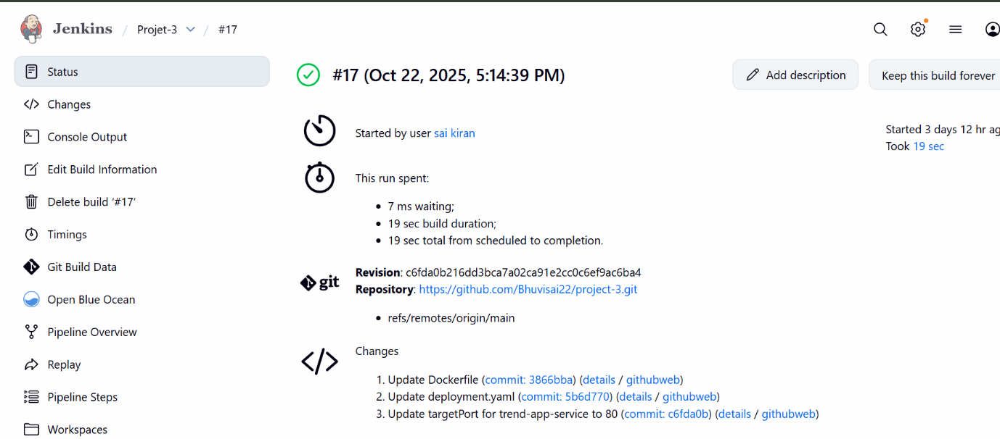 Jenkins / Projet-3 / #17
Status
Changes
Console Output
Edit Build Information
Delete build '#17'
Timings
Git Build Data
Open Blue Ocean
Pipeline Overview
Replay
Pipeline Steps
Workspaces
#17 (Oct 22, 2025, 5:14:39 PM)
Add description
Keep this build forever
Started by user sai kiran
Started 3 days 12 hr ag
Took 19 sec
This run spent:
• 7 ms waiting;
• 19 sec build duration;
• 19 sec total from scheduled to completion.
git
Revision: c6fda0b216dd3bca7a02ca91e2cc0c6ef9ac6ba4
Repository: https://github.com/Bhuvisai22/project-3.git
• refs/remotes/origin/main
Changes
1. Update Dockerfile (commit: 3866bba) (details / githubweb)
2. Update deployment.yaml (commit: 5b6d770) (details / githubweb)
3. Update targetPort for trend-app-service to 80 (commit: c6fda0b) (details / githubweb)